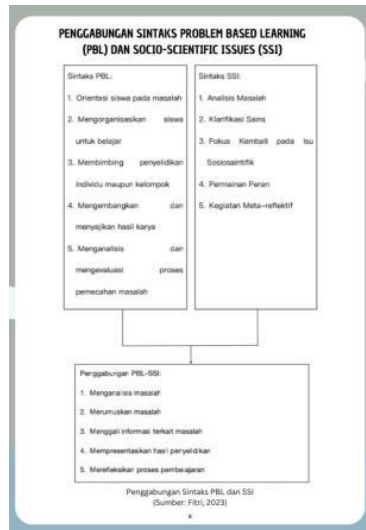 PENGGABUNGAN SINTAKS PROBLEM BASED LEARNING
(PBL) DAN SOCIO-SCIENTIFIC ISSUES (SSI)
Sintaks PBL:
1. Orientasi siswa pada masalah
2. Mengorganisasikan siswa
untuk belajar
3. Membimbing penyelidikan
individu maupun kelompok
4. Mengembangkan dan
menyajikan hasil karya
5. Menganalisis dan
mengevaluasi proses
pemecahan masalah
Sintaks SSI:
1. Analisis Masalah
2. Klarifikasi Sains
3. Fokus Kembali pada Isu
Sosiosaintifik
4. Permainan Peran
5. Kegiatan Meta-reflektif
Penggabungan PBL-SSI:
1. Menganalisis masalah
2. Merumuskan masalah
3. Menggali informasi terkait masalah
4. Mempresentasikan hasil penyelidikan
5. Merefleksikan proses pembelajaran
Penggabungan Sintaks PBL dan SSI
(Sumber: Fitri, 2023)
x